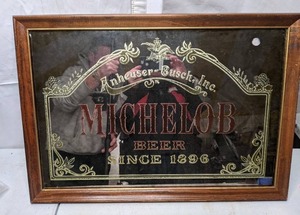 Anheuser-Busch, Inc.
MICHELOB
BEER
SINCE 1896